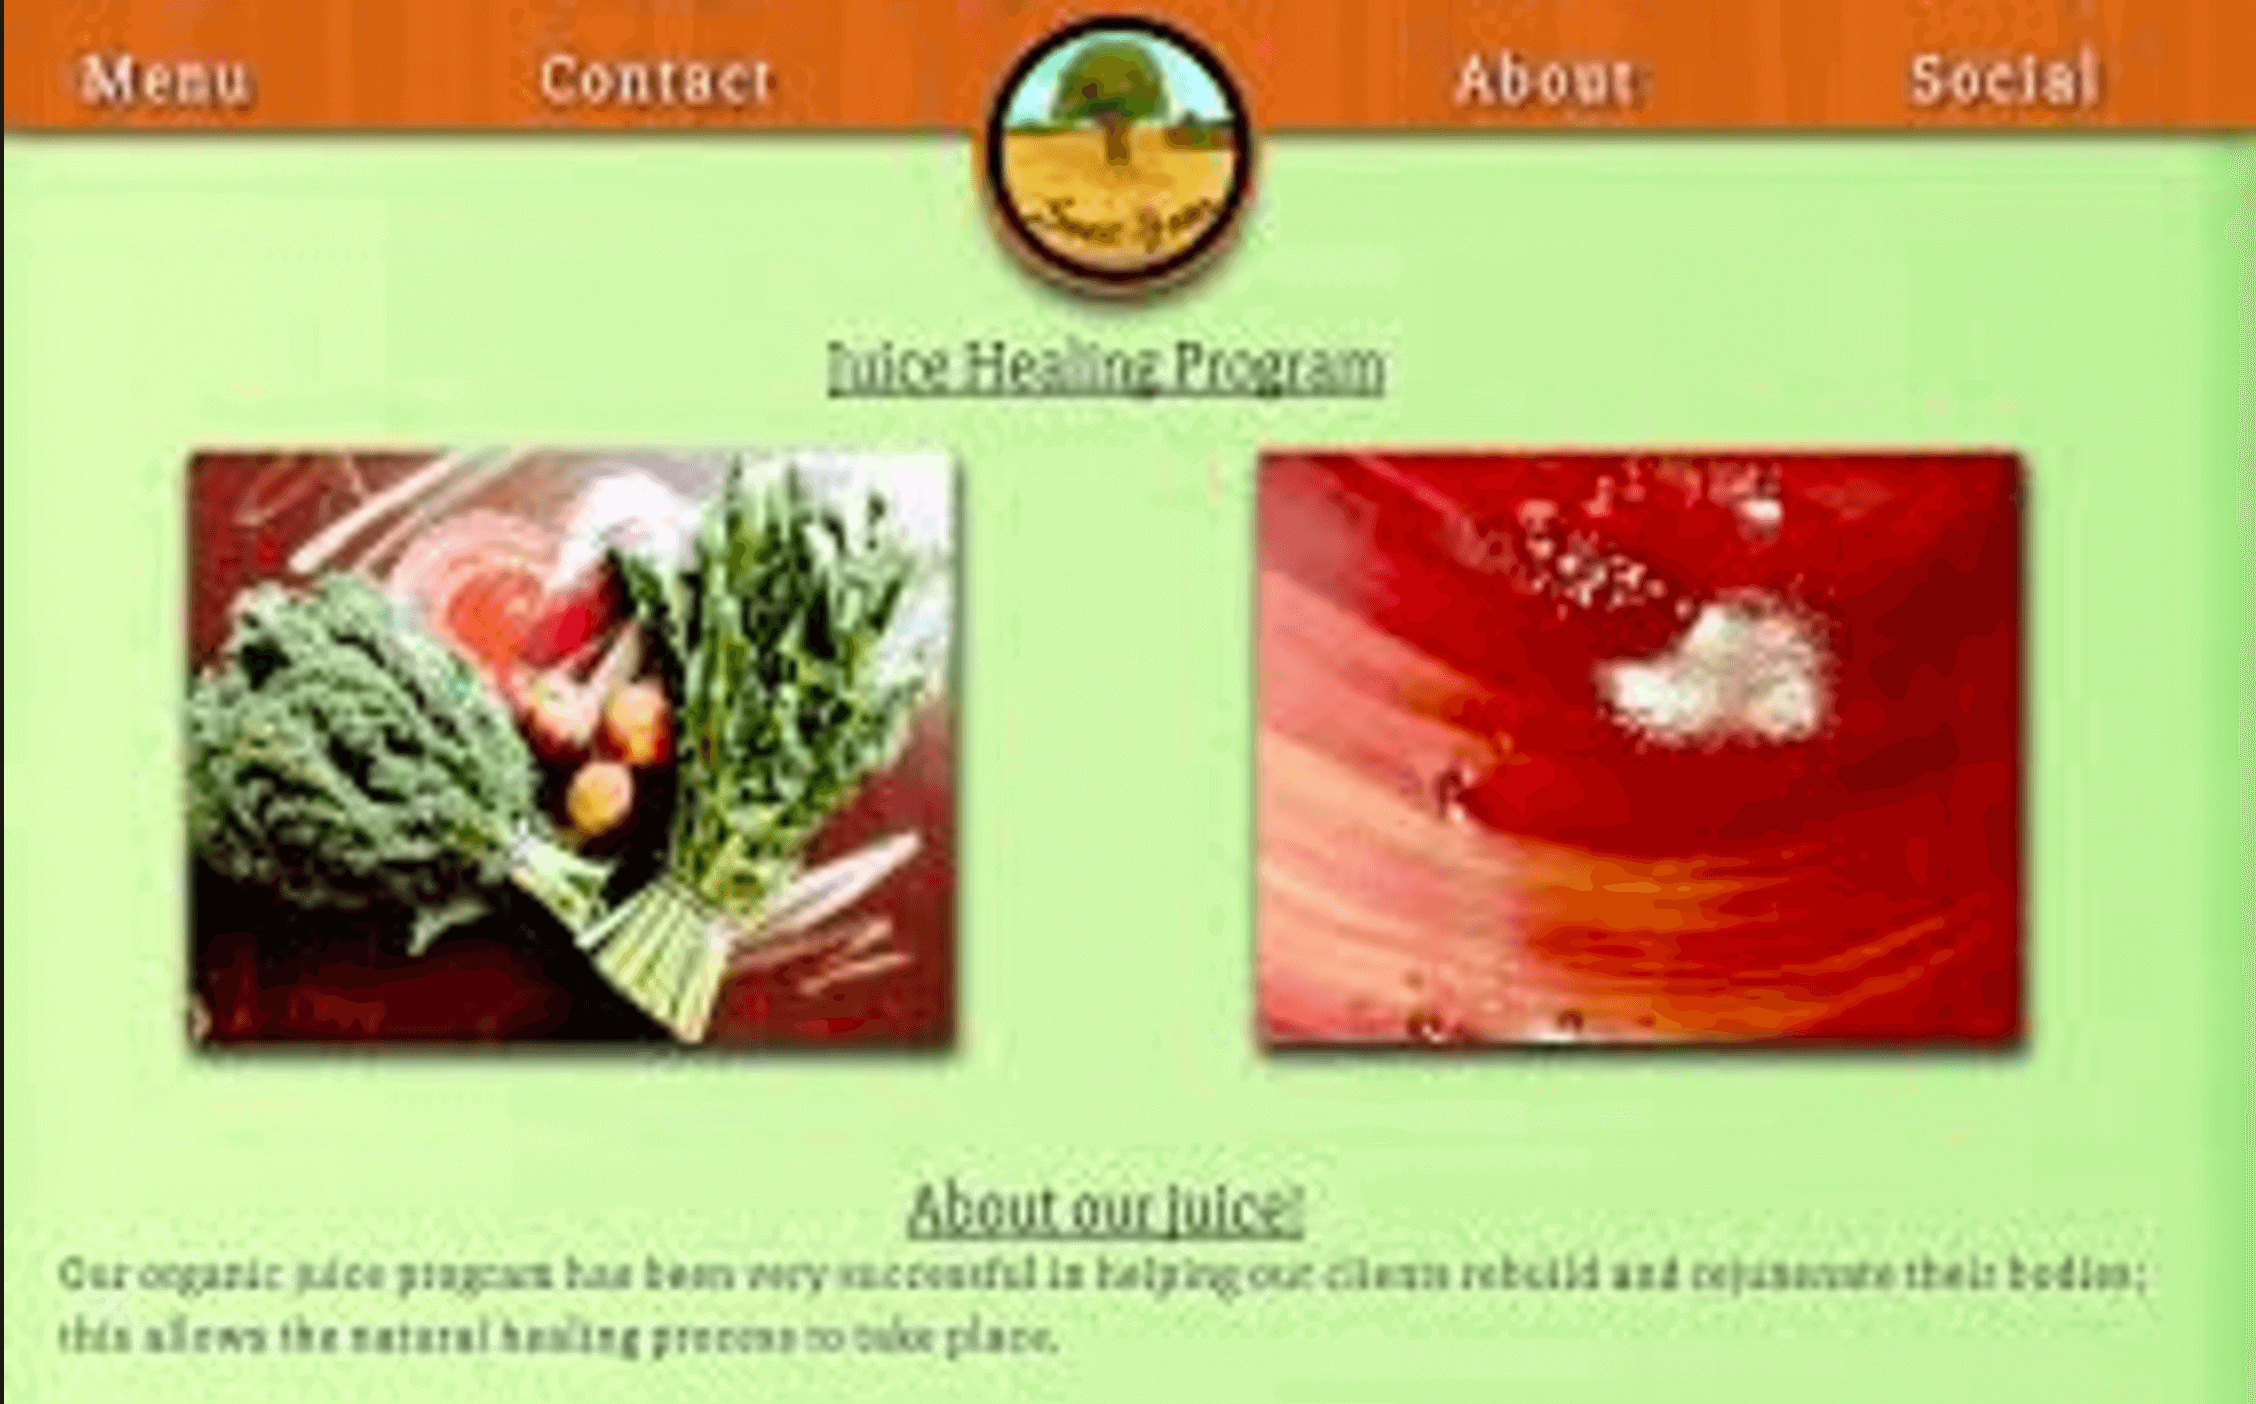 Menu Contact About Social
Juice Healing Program
About our juice!
Our organic juice program has been very successful in helping our clients rebuild and rejuvenate their bodies;
this allows the natural healing process to take place.